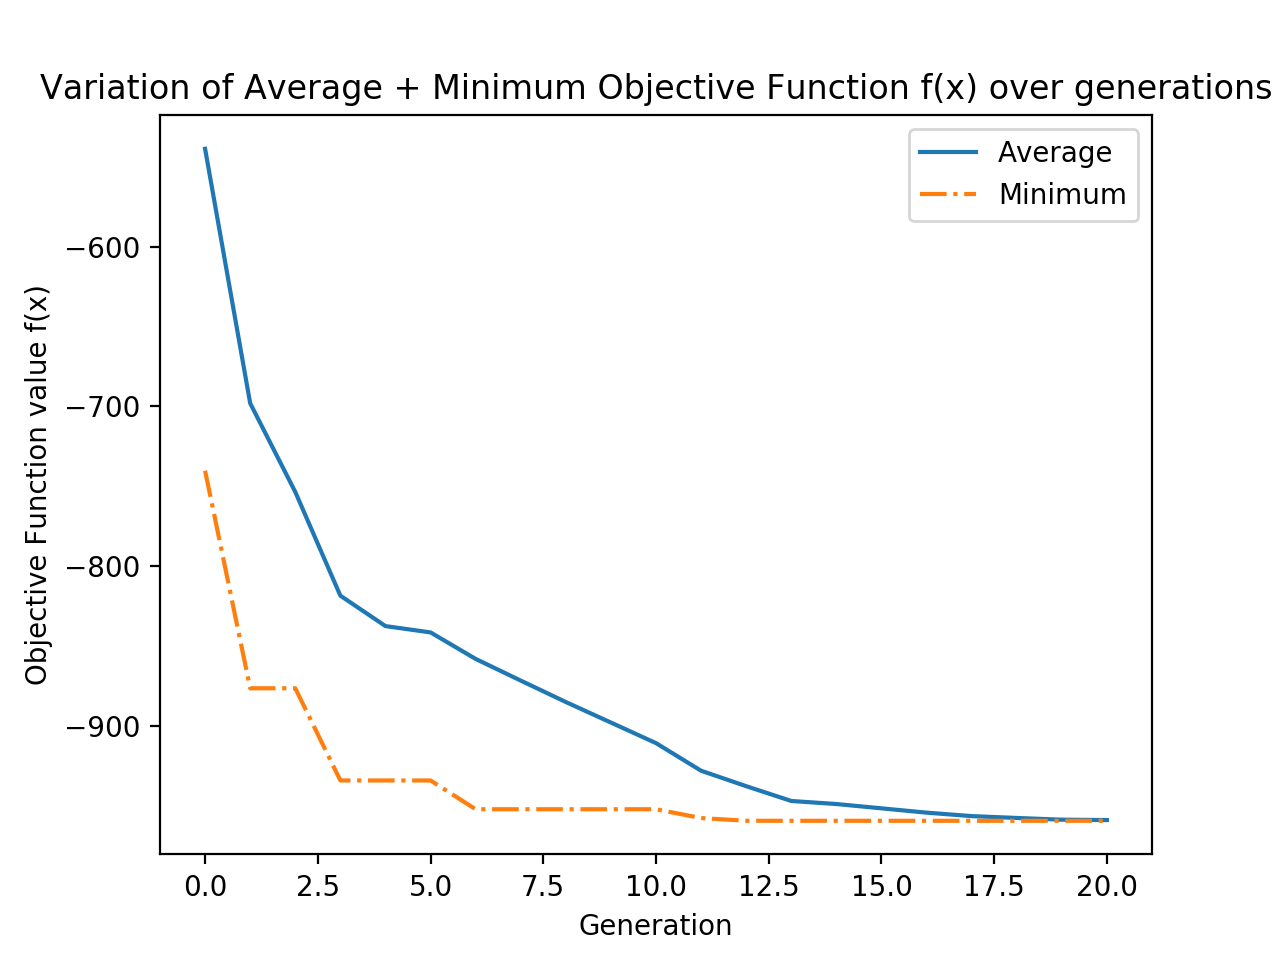 Variation of Average + Minimum Objective Function f(x) over generations
Average
Minimum
Objective Function value f(x)
−600
−700
−800
−900
0.0 2.5 5.0 7.5 10.0 12.5 15.0 17.5 20.0
Generation